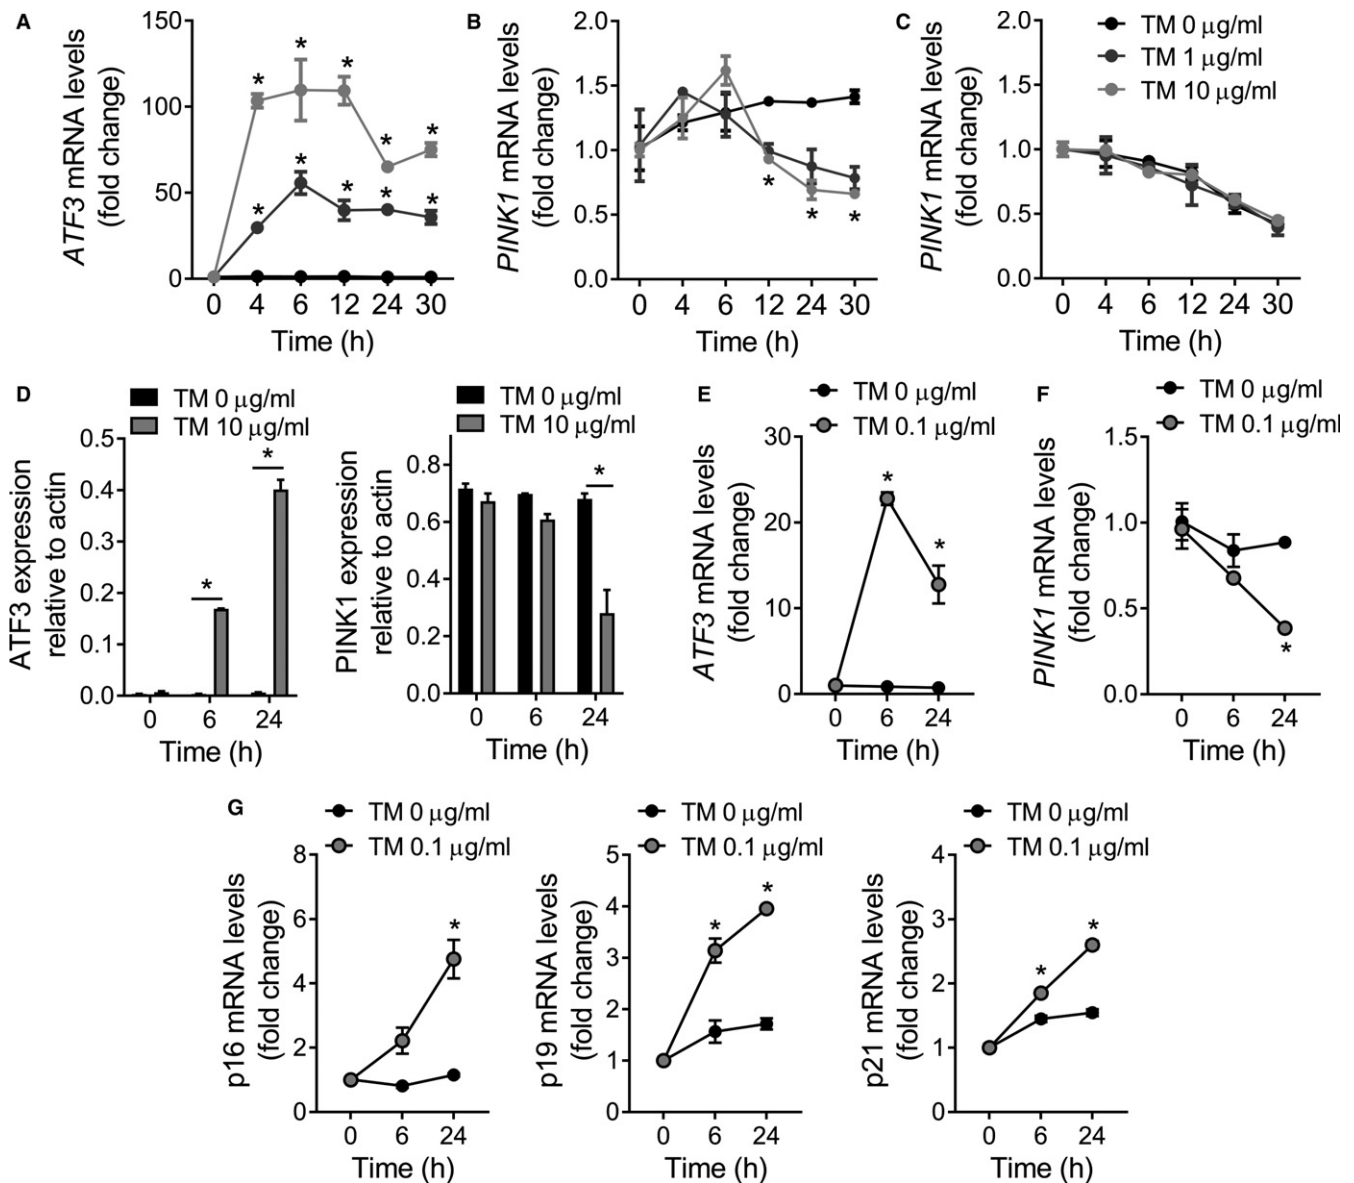 A
ATF3 mRNA levels
(fold change)
150
100
50
0
* * * * *
* * * * *
0 4 6 12 24 30
Time (h)
B
PINK1 mRNA levels
(fold change)
2.0
1.5
1.0
0.5
0.0
* * *
0 4 6 12 24 30
Time (h)
C
PINK1 mRNA levels
(fold change)
TM 0 μg/ml
TM 1 μg/ml
TM 10 μg/ml
2.0
1.5
1.0
0.5
0.0
0 4 6 12 24 30
Time (h)
D
TM 0 μg/ml
TM 10 μg/ml
ATF3 expression
relative to actin
0.5
0.4
0.3
0.2
0.1
0.0
* *
0 6 24
Time (h)
TM 0 μg/ml
TM 10 μg/ml
PINK1 expression
relative to actin
0.8
0.6
0.4
0.2
0.0
*
0 6 24
Time (h)
E
TM 0 μg/ml
TM 0.1 μg/ml
ATF3 mRNA levels
(fold change)
30
20
10
0
* *
0 6 24
Time (h)
F
TM 0 μg/ml
TM 0.1 μg/ml
PINK1 mRNA levels
(fold change)
1.5
1.0
0.5
0.0
*
0 6 24
Time (h)
G
TM 0 μg/ml
TM 0.1 μg/ml
p16 mRNA levels
(fold change)
8
6
4
2
0
*
0 6 24
Time (h)
TM 0 μg/ml
TM 0.1 μg/ml
p19 mRNA levels
(fold change)
5
4
3
2
1
0
* *
0 6 24
Time (h)
TM 0 μg/ml
TM 0.1 μg/ml
p21 mRNA levels
(fold change)
4
3
2
1
0
* *
0 6 24
Time (h)